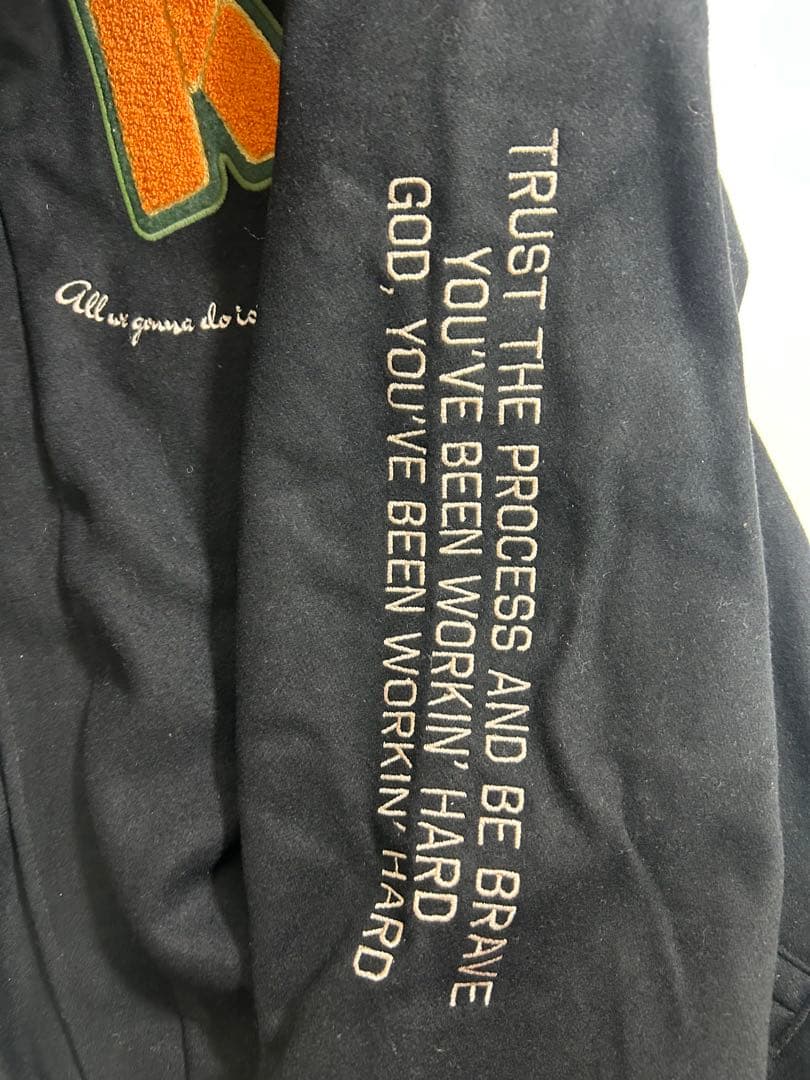 All we gonna do is
TRUST THE PROCESS AND BE BRAVE
YOU'VE BEEN WORKIN' HARD
GOD, YOU'VE BEEN WORKIN' HARD